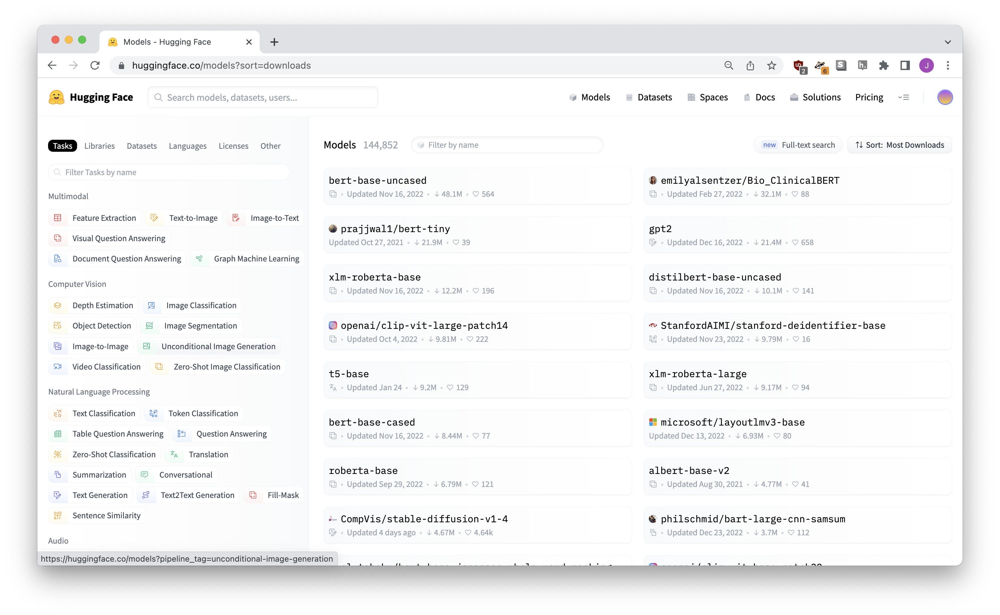 Models - Hugging Face
huggingface.co/models?sort=downloads
2
6
S
h.
J
Hugging Face
Search models, datasets, users...
Models
Datasets
Spaces
Docs
Solutions
Pricing
Tasks Libraries Datasets Languages Licenses Other
Filter Tasks by name
Multimodal
Feature Extraction Text-to-Image Image-to-Text
Visual Question Answering
Document Question Answering Graph Machine Learning
Computer Vision
Depth Estimation Image Classification
Object Detection Image Segmentation
Image-to-Image Unconditional Image Generation
Video Classification Zero-Shot Image Classification
Natural Language Processing
Text Classification Token Classification
Table Question Answering Question Answering
Zero-Shot Classification Translation
Summarization Conversational
Text Generation Text2Text Generation Fill-Mask
Sentence Similarity
Audio
https://huggingface.co/models?pipeline_tag=unconditional-image-generation
Models 144,852
Filter by name
new Full-text search
Sort: Most Downloads
bert-base-uncased
Updated Nov 16, 2022 • ↓ 48.1M • ♡ 564
emilyalsentzer/Bio_ClinicalBERT
• Updated Feb 27, 2022 • ↓ 32.1M • ♡ 88
prajjwal1/bert-tiny
Updated Oct 27, 2021 • ↓ 21.9M • ♡ 39
gpt2
• Updated Dec 16, 2022 • ↓ 21.4M • ♡ 658
xlm-roberta-base
• Updated Nov 16, 2022 • ↓ 12.2M • ♡ 196
distilbert-base-uncased
• Updated Nov 16, 2022 • ↓ 10.1M • ♡ 141
openai/clip-vit-large-patch14
• Updated Oct 4, 2022 • ↓ 9.81M • ♡ 222
StanfordAIMI/stanford-deidentifier-base
• Updated Nov 23, 2022 • ↓ 9.79M • ♡ 16
t5-base
• Updated Jan 24 • ↓ 9.2M • ♡ 129
xlm-roberta-large
• Updated Jun 27, 2022 • ↓ 9.17M • ♡ 94
bert-base-cased
• Updated Nov 16, 2022 • ↓ 8.44M • ♡ 77
microsoft/layoutlmv3-base
Updated Dec 13, 2022 • ↓ 6.93M • ♡ 80
roberta-base
• Updated Sep 29, 2022 • ↓ 6.79M • ♡ 121
albert-base-v2
• Updated Aug 30, 2021 • ↓ 4.77M • ♡ 41
CompVis/stable-diffusion-v1-4
• Updated 4 days ago • ↓ 4.67M • ♡ 4.64k
philschmid/bart-large-cnn-samsum
• Updated Dec 23, 2022 • ↓ 3.7M • ♡ 112